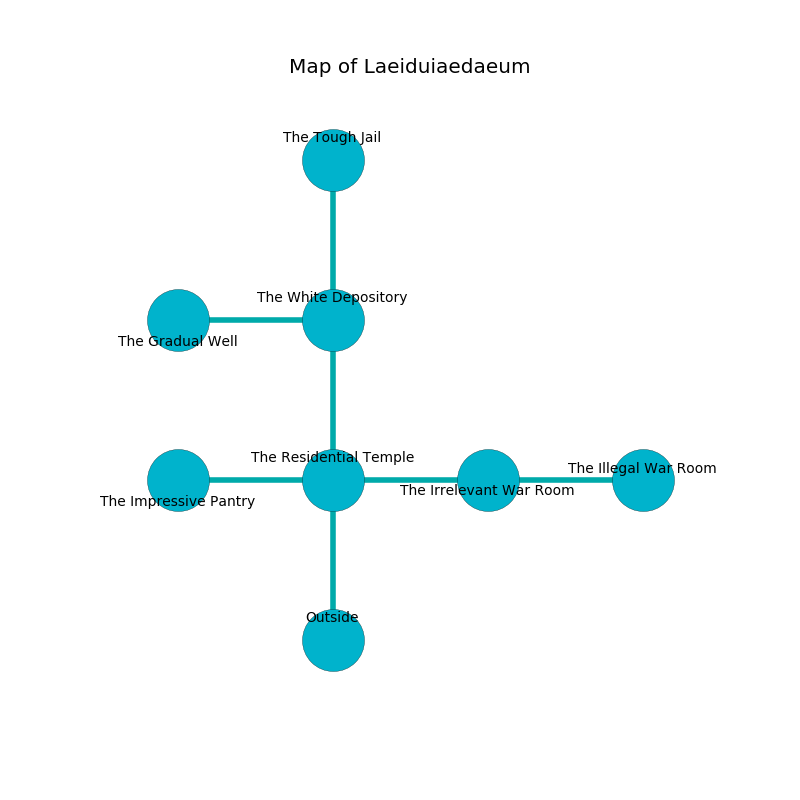 Map of Laeiduiaedaeum
The Tough Jail
The White Depository
The Gradual Well
The Residential Temple
The Illegal War Room
The Irrelevant War Room
The Impressive Pantry
Outside